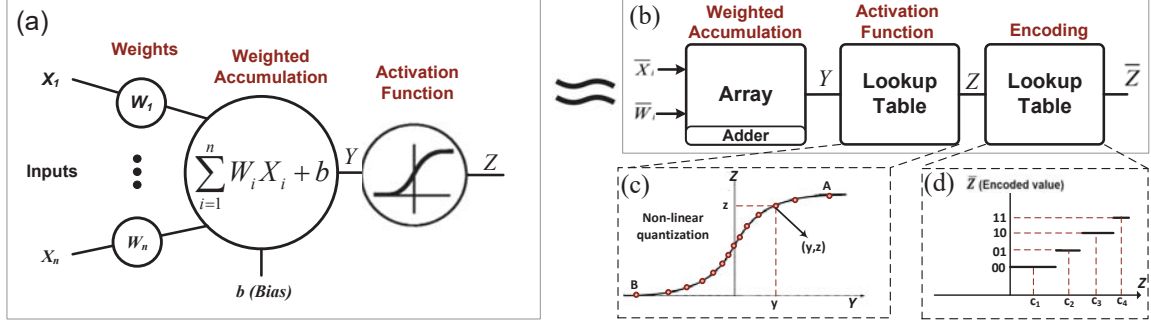 (a)
Weights
Weighted
Accumulation
Activation
Function
X₁
W₁
Inputs
∑ᵢ₌₁ⁿ WᵢXᵢ + b
Y
Z
Xₙ
Wₙ
b (Bias)
≈
(b)
Weighted
Accumulation
Activation
Function
Encoding
X̅ᵢ
W̅ᵢ
Array
Adder
Y
Lookup
Table
Z
Lookup
Table
Z̅
(c)
Z
A
z
Non-linear
quantization
(y,z)
B
y
Y
(d)
Z̅ (Encoded value)
11
10
01
00
c₁ c₂ c₃ c₄
Z